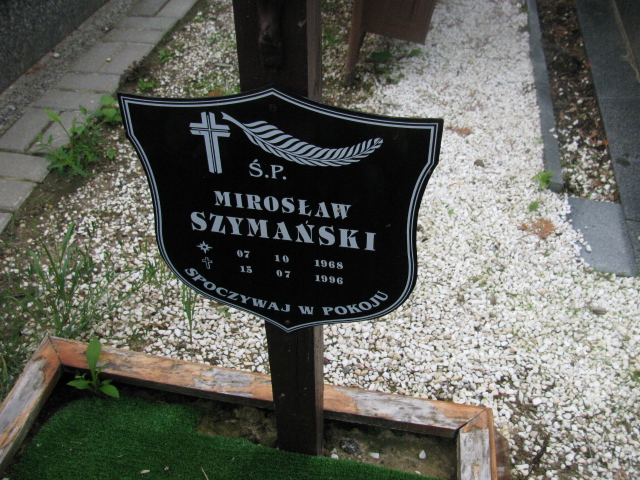 Ś.P.
MIROSŁAW
SZYMAŃSKI
07 10 1968
15 07 1996
SPOCZYWAJ W POKOJU